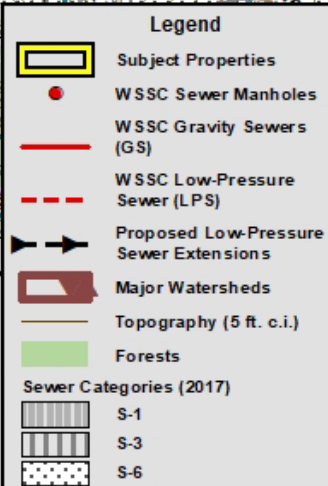 Legend
Subject Properties
WSSC Sewer Manholes
WSSC Gravity Sewers
(GS)
WSSC Low-Pressure
Sewer (LPS)
Proposed Low-Pressure
Sewer Extensions
Major Watersheds
Topography (5 ft. c.i.)
Forests
Sewer Categories (2017)
S-1
S-3
S-6